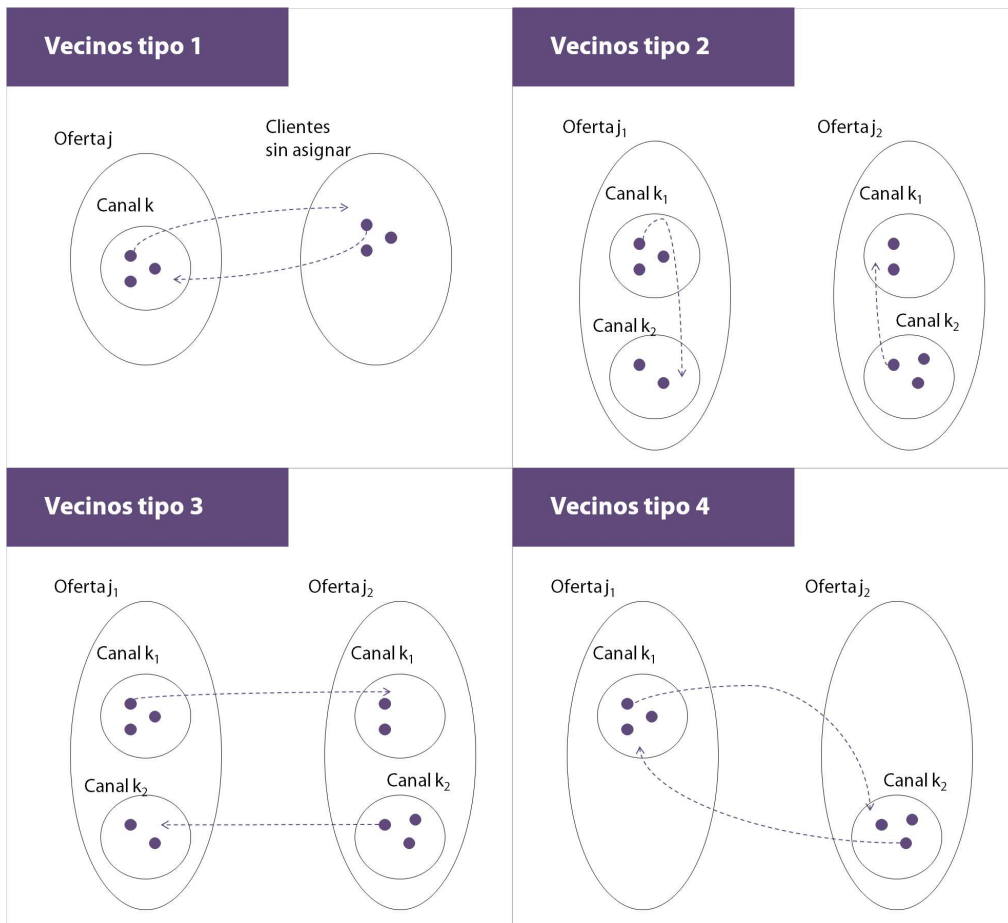 Vecinos tipo 1
Oferta j
Clientes
sin asignar
Canal k
Vecinos tipo 2
Oferta j₁
Oferta j₂
Canal k₁
Canal k₁
Canal k₂
Canal k₂
Vecinos tipo 3
Oferta j₁
Oferta j₂
Canal k₁
Canal k₁
Canal k₂
Canal k₂
Vecinos tipo 4
Oferta j₁
Oferta j₂
Canal k₁
Canal k₂